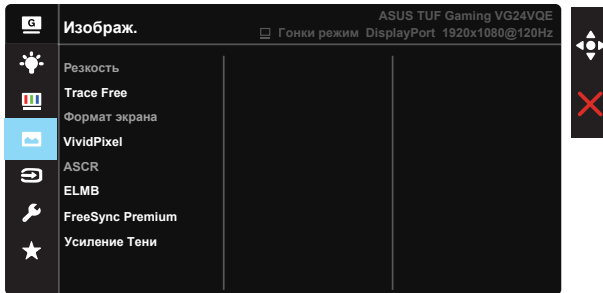 G
Изображ.
ASUS TUF Gaming VG24VQE
Гонки режим DisplayPort 1920x1080@120Hz
Резкость
Trace Free
Формат экрана
VividPixel
ASCR
ELMB
FreeSync Premium
Усиление Тени